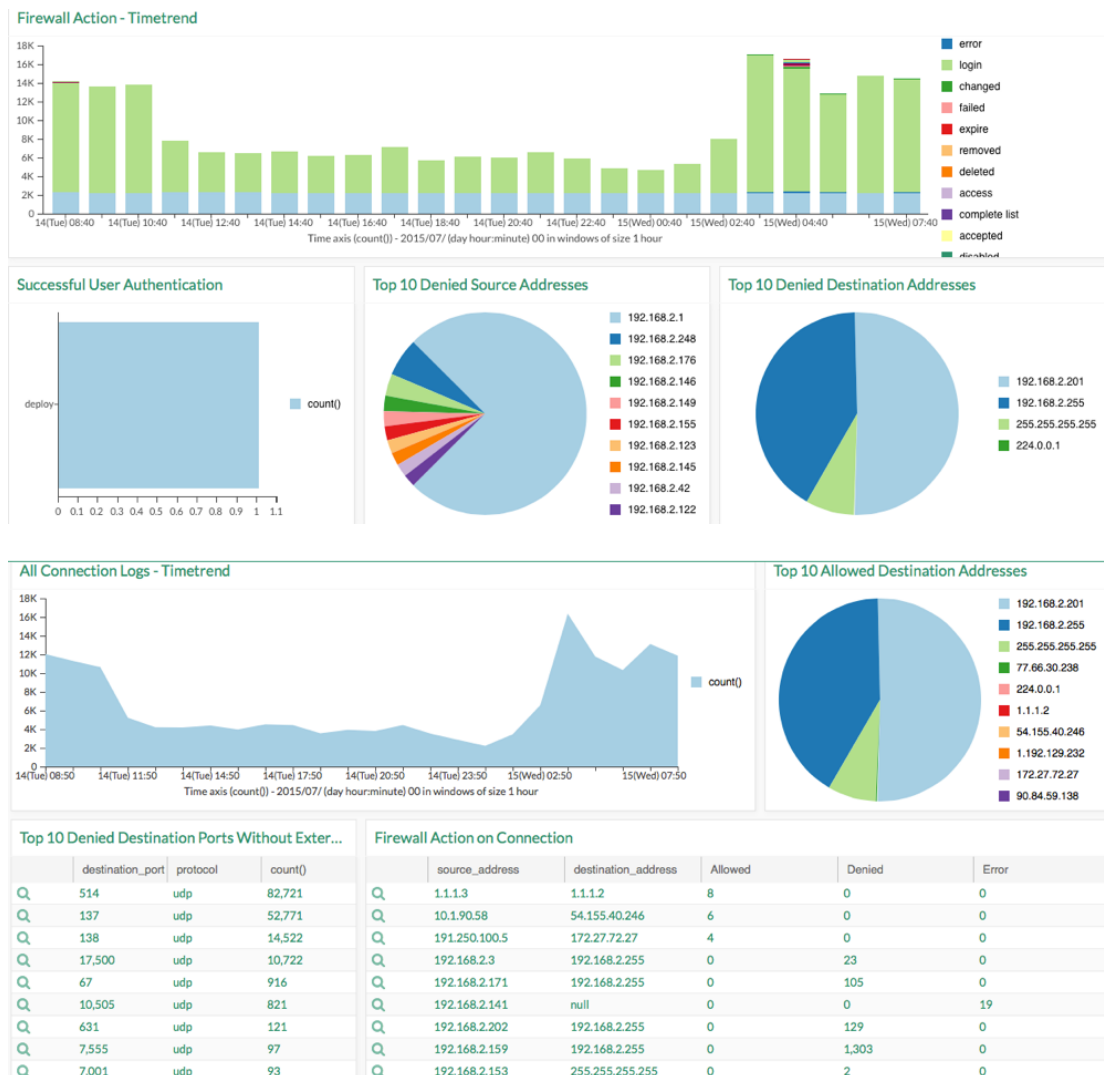 Firewall Action - Timetrend
18K
16K
14K
12K
10K
8K
6K
4K
2K
0
14(Tue) 08:40 14(Tue) 10:40 14(Tue) 12:40 14(Tue) 14:40 14(Tue) 16:40 14(Tue) 18:40 14(Tue) 20:40 14(Tue) 22:40 15(Wed) 00:40 15(Wed) 02:40 15(Wed) 04:40 15(Wed) 07:40
Time axis (count()) - 2015/07/ (day hour:minute) 00 in windows of size 1 hour
error
login
changed
failed
expire
removed
deleted
access
complete list
accepted
disabled
Successful User Authentication
deploy
0 0.1 0.2 0.3 0.4 0.5 0.6 0.7 0.8 0.9 1 1.1
count()
Top 10 Denied Source Addresses
192.168.2.1
192.168.2.248
192.168.2.176
192.168.2.146
192.168.2.149
192.168.2.155
192.168.2.123
192.168.2.145
192.168.2.42
192.168.2.122
Top 10 Denied Destination Addresses
192.168.2.201
192.168.2.255
255.255.255.255
224.0.0.1
All Connection Logs - Timetrend
18K
16K
14K
12K
10K
8K
6K
4K
2K
0
14(Tue) 08:50 14(Tue) 11:50 14(Tue) 14:50 14(Tue) 17:50 14(Tue) 20:50 14(Tue) 23:50 15(Wed) 02:50 15(Wed) 07:50
Time axis (count()) - 2015/07/ (day hour:minute) 00 in windows of size 1 hour
count()
Top 10 Allowed Destination Addresses
192.168.2.201
192.168.2.255
255.255.255.255
77.66.30.238
224.0.0.1
1.1.1.2
54.155.40.246
1.192.129.232
172.27.72.27
90.84.59.138
Top 10 Denied Destination Ports Without Exter...
destination_port protocol count()
514 udp 82,721
137 udp 52,771
138 udp 14,522
17,500 udp 10,722
67 udp 916
10,505 udp 821
631 udp 121
7,555 udp 97
7,001 udp 93
Firewall Action on Connection
source_address destination_address Allowed Denied Error
1.1.1.3 1.1.1.2 8 0 0
10.1.90.58 54.155.40.246 6 0 0
191.250.100.5 172.27.72.27 4 0 0
192.168.2.3 192.168.2.255 0 23 0
192.168.2.171 192.168.2.255 0 105 0
192.168.2.141 null 0 0 19
192.168.2.202 192.168.2.255 0 129 0
192.168.2.159 192.168.2.255 0 1,303 0
192.168.2.153 255.255.255.255 0 2 0